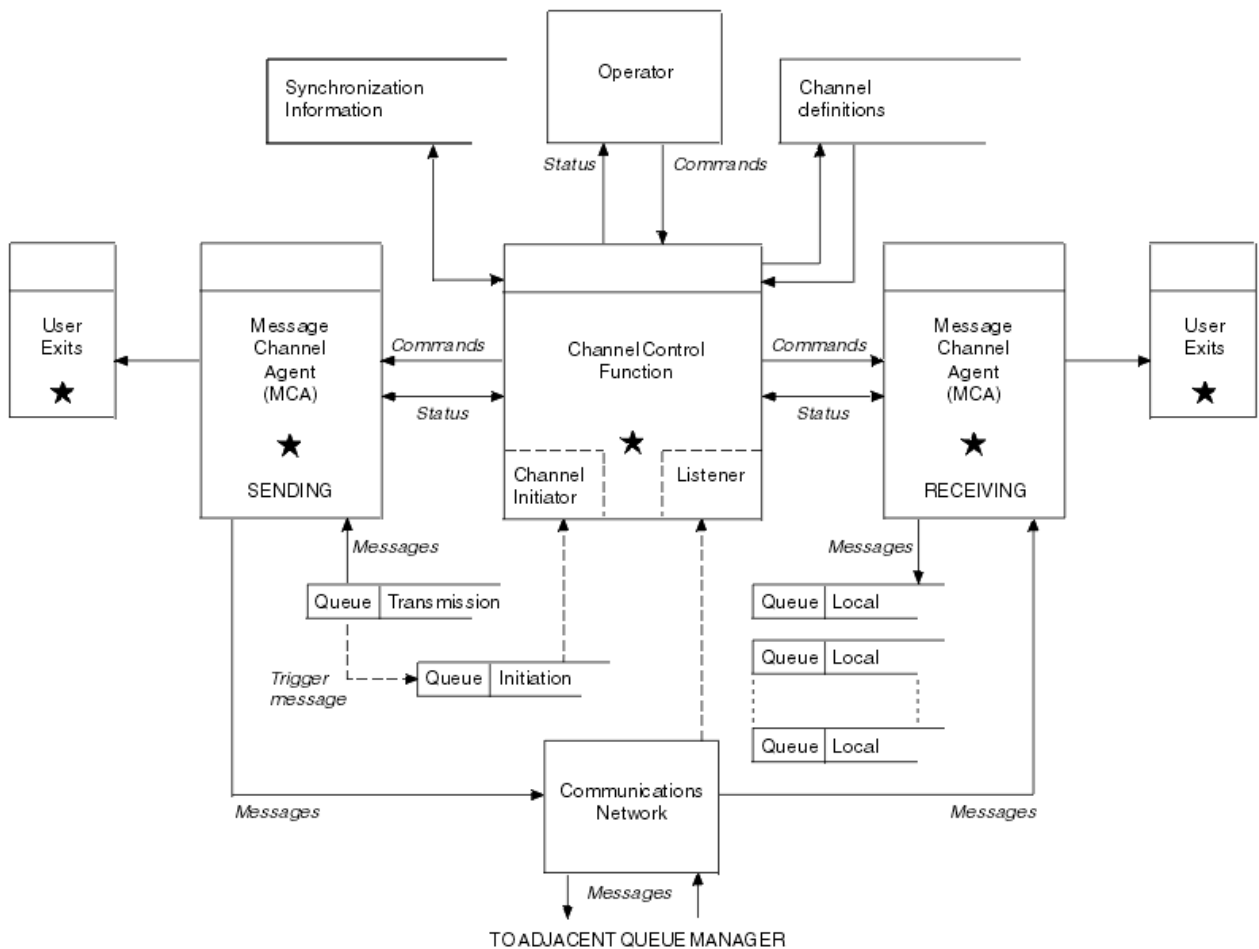 Synchronization
Information
Operator
Channel
definitions
Status
Commands
User
Exits
Message
Channel
Agent
(MCA)
SENDING
Commands
Status
Channel Control
Function
Channel
Initiator
Listener
Commands
Status
Message
Channel
Agent
(MCA)
RECEIVING
User
Exits
Messages
Queue Transmission
Trigger
message
Queue Initiation
Messages
Queue Local
Queue Local
Queue Local
Communications
Network
Messages
Messages
Messages
TO ADJACENT QUEUE MANAGER